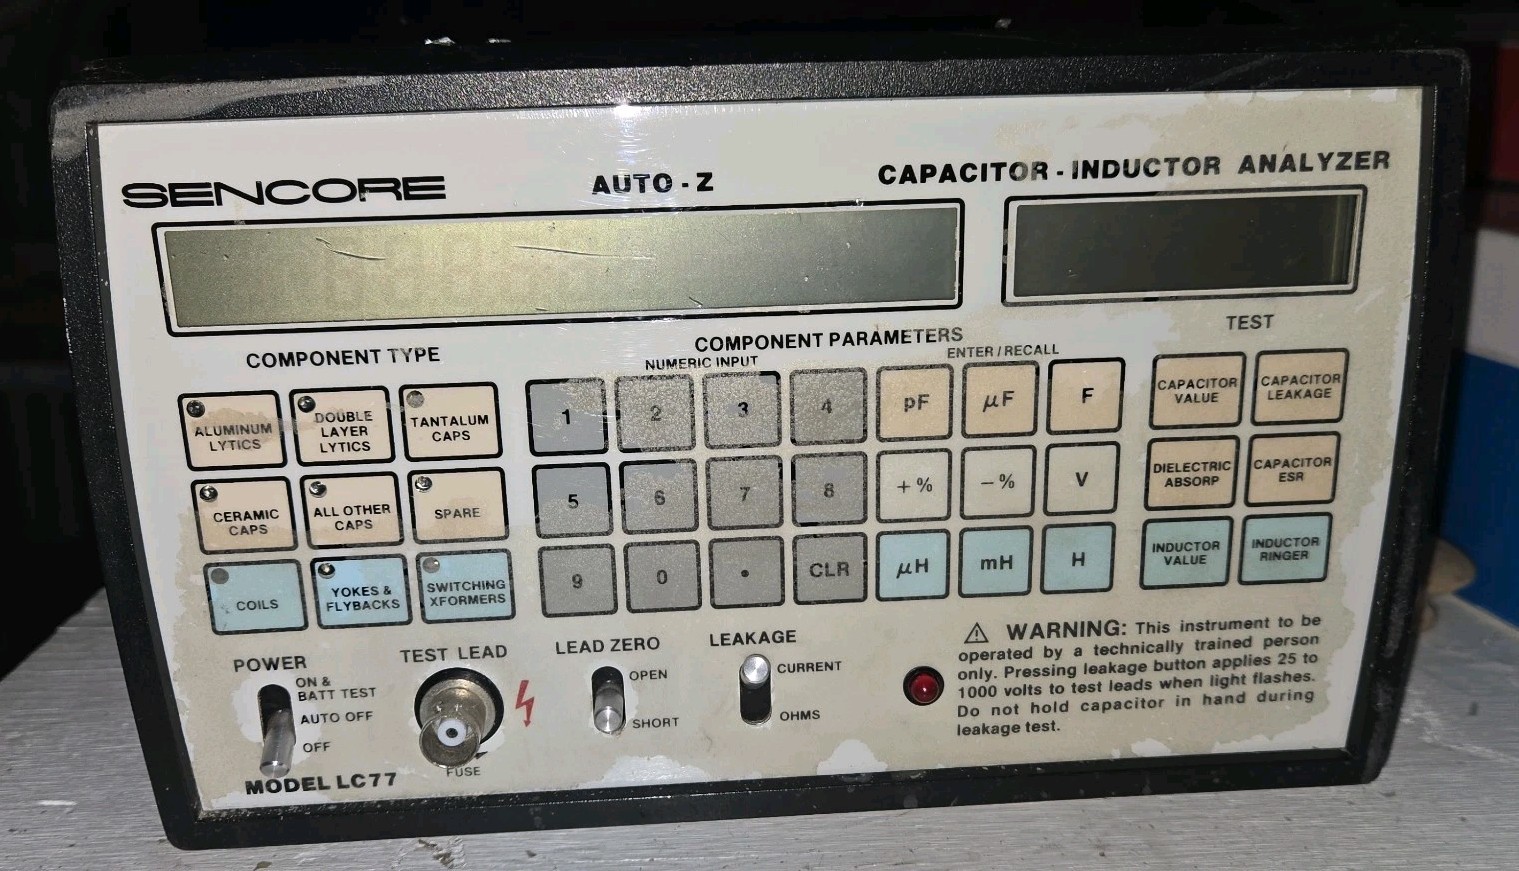 SENCORE
AUTO - Z
CAPACITOR - INDUCTOR ANALYZER
COMPONENT TYPE
COMPONENT PARAMETERS
NUMERIC INPUT
ENTER / RECALL
TEST
ALUMINUM
LYTICS
DOUBLE
LAYER
LYTICS
TANTALUM
CAPS
1
2
3
4
pF
µF
F
CAPACITOR
VALUE
CAPACITOR
LEAKAGE
CERAMIC
CAPS
ALL OTHER
CAPS
SPARE
5
6
7
8
+%
-%
V
DIELECTRIC
ABSORP
CAPACITOR
ESR
COILS
YOKES &
FLYBACKS
SWITCHING
XFORMERS
9
0
.
CLR
µH
mH
H
INDUCTOR
VALUE
INDUCTOR
RINGER
POWER
ON &
BATT TEST
AUTO OFF
OFF
TEST LEAD
FUSE
LEAD ZERO
OPEN
SHORT
LEAKAGE
CURRENT
OHMS
WARNING: This instrument to be
operated by a technically trained person
only. Pressing leakage button applies 25 to
1000 volts to test leads when light flashes.
Do not hold capacitor in hand during
leakage test.
MODEL LC77